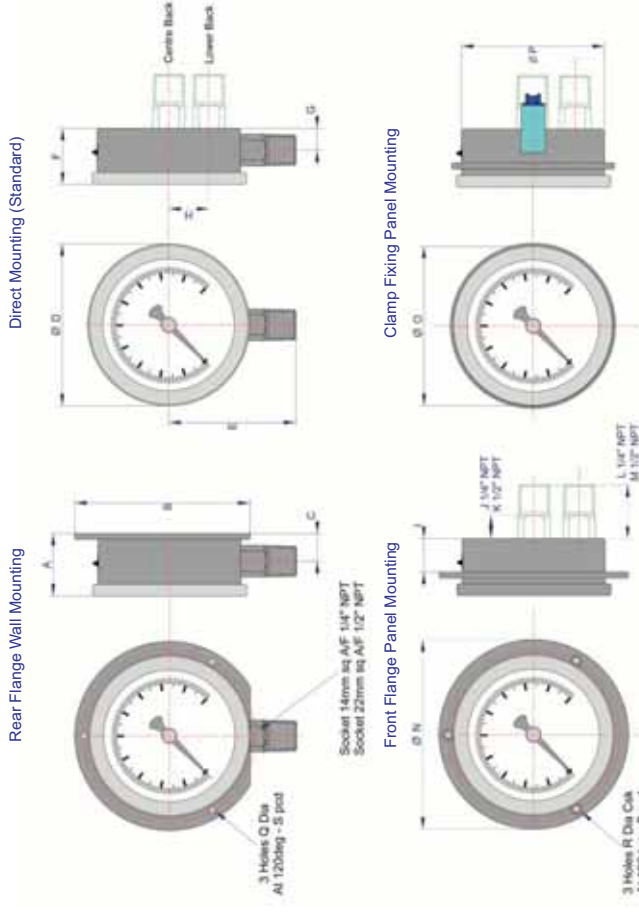 Rear Flange Wall Mounting
A
B
C
3 Holes Q Dia
At 120deg - S pcd
Socket 14mm sq A/F 1/4" NPT
Socket 22mm sq A/F 1/2" NPT
Direct Mounting (Standard)
Ø D
E
F
G
H
Centre Back
Lower Back
Front Flange Panel Mounting
Ø N
3 Holes R Dia Csk
J 1/4" NPT
K 1/2" NPT
L 1/4" NPT
M 1/2" NPT
Clamp Fixing Panel Mounting
Ø O
Ø P